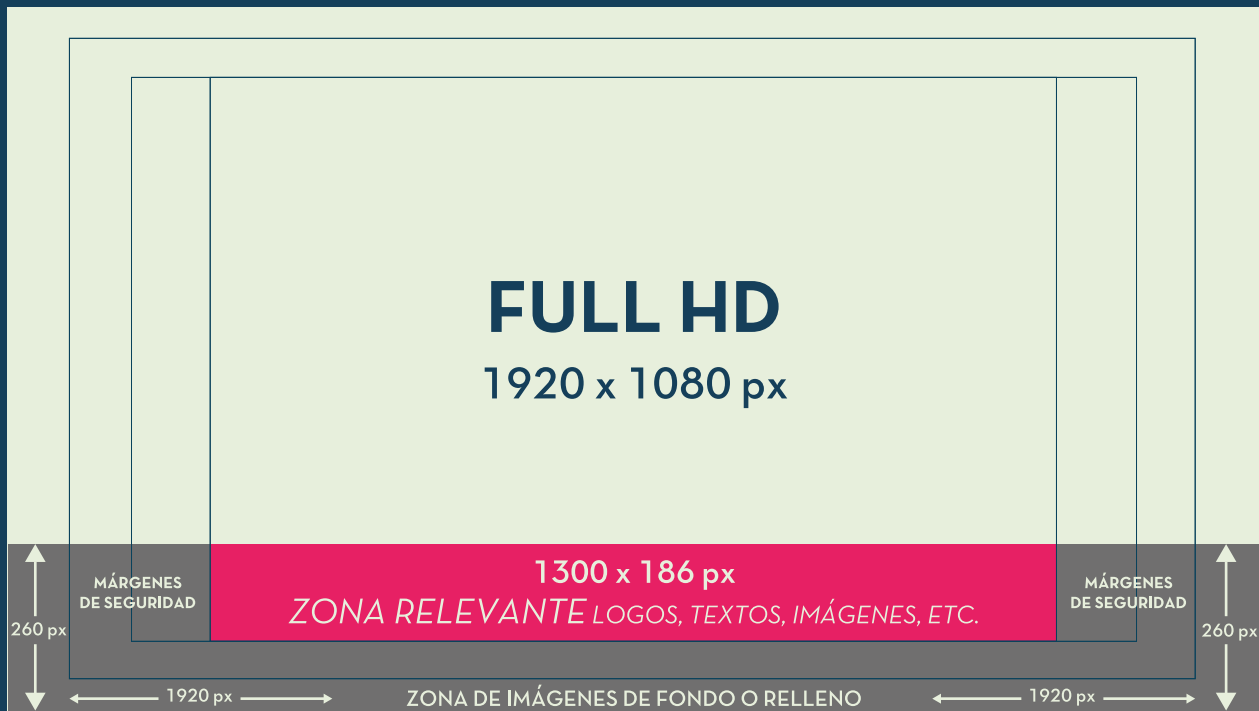 FULL HD
1920 x 1080 px
1300 x 186 px
ZONA RELEVANTE LOGOS, TEXTOS, IMÁGENES, ETC.
MÁRGENES
DE SEGURIDAD
MÁRGENES
DE SEGURIDAD
260 px
260 px
1920 px
ZONA DE IMÁGENES DE FONDO O RELLENO
1920 px